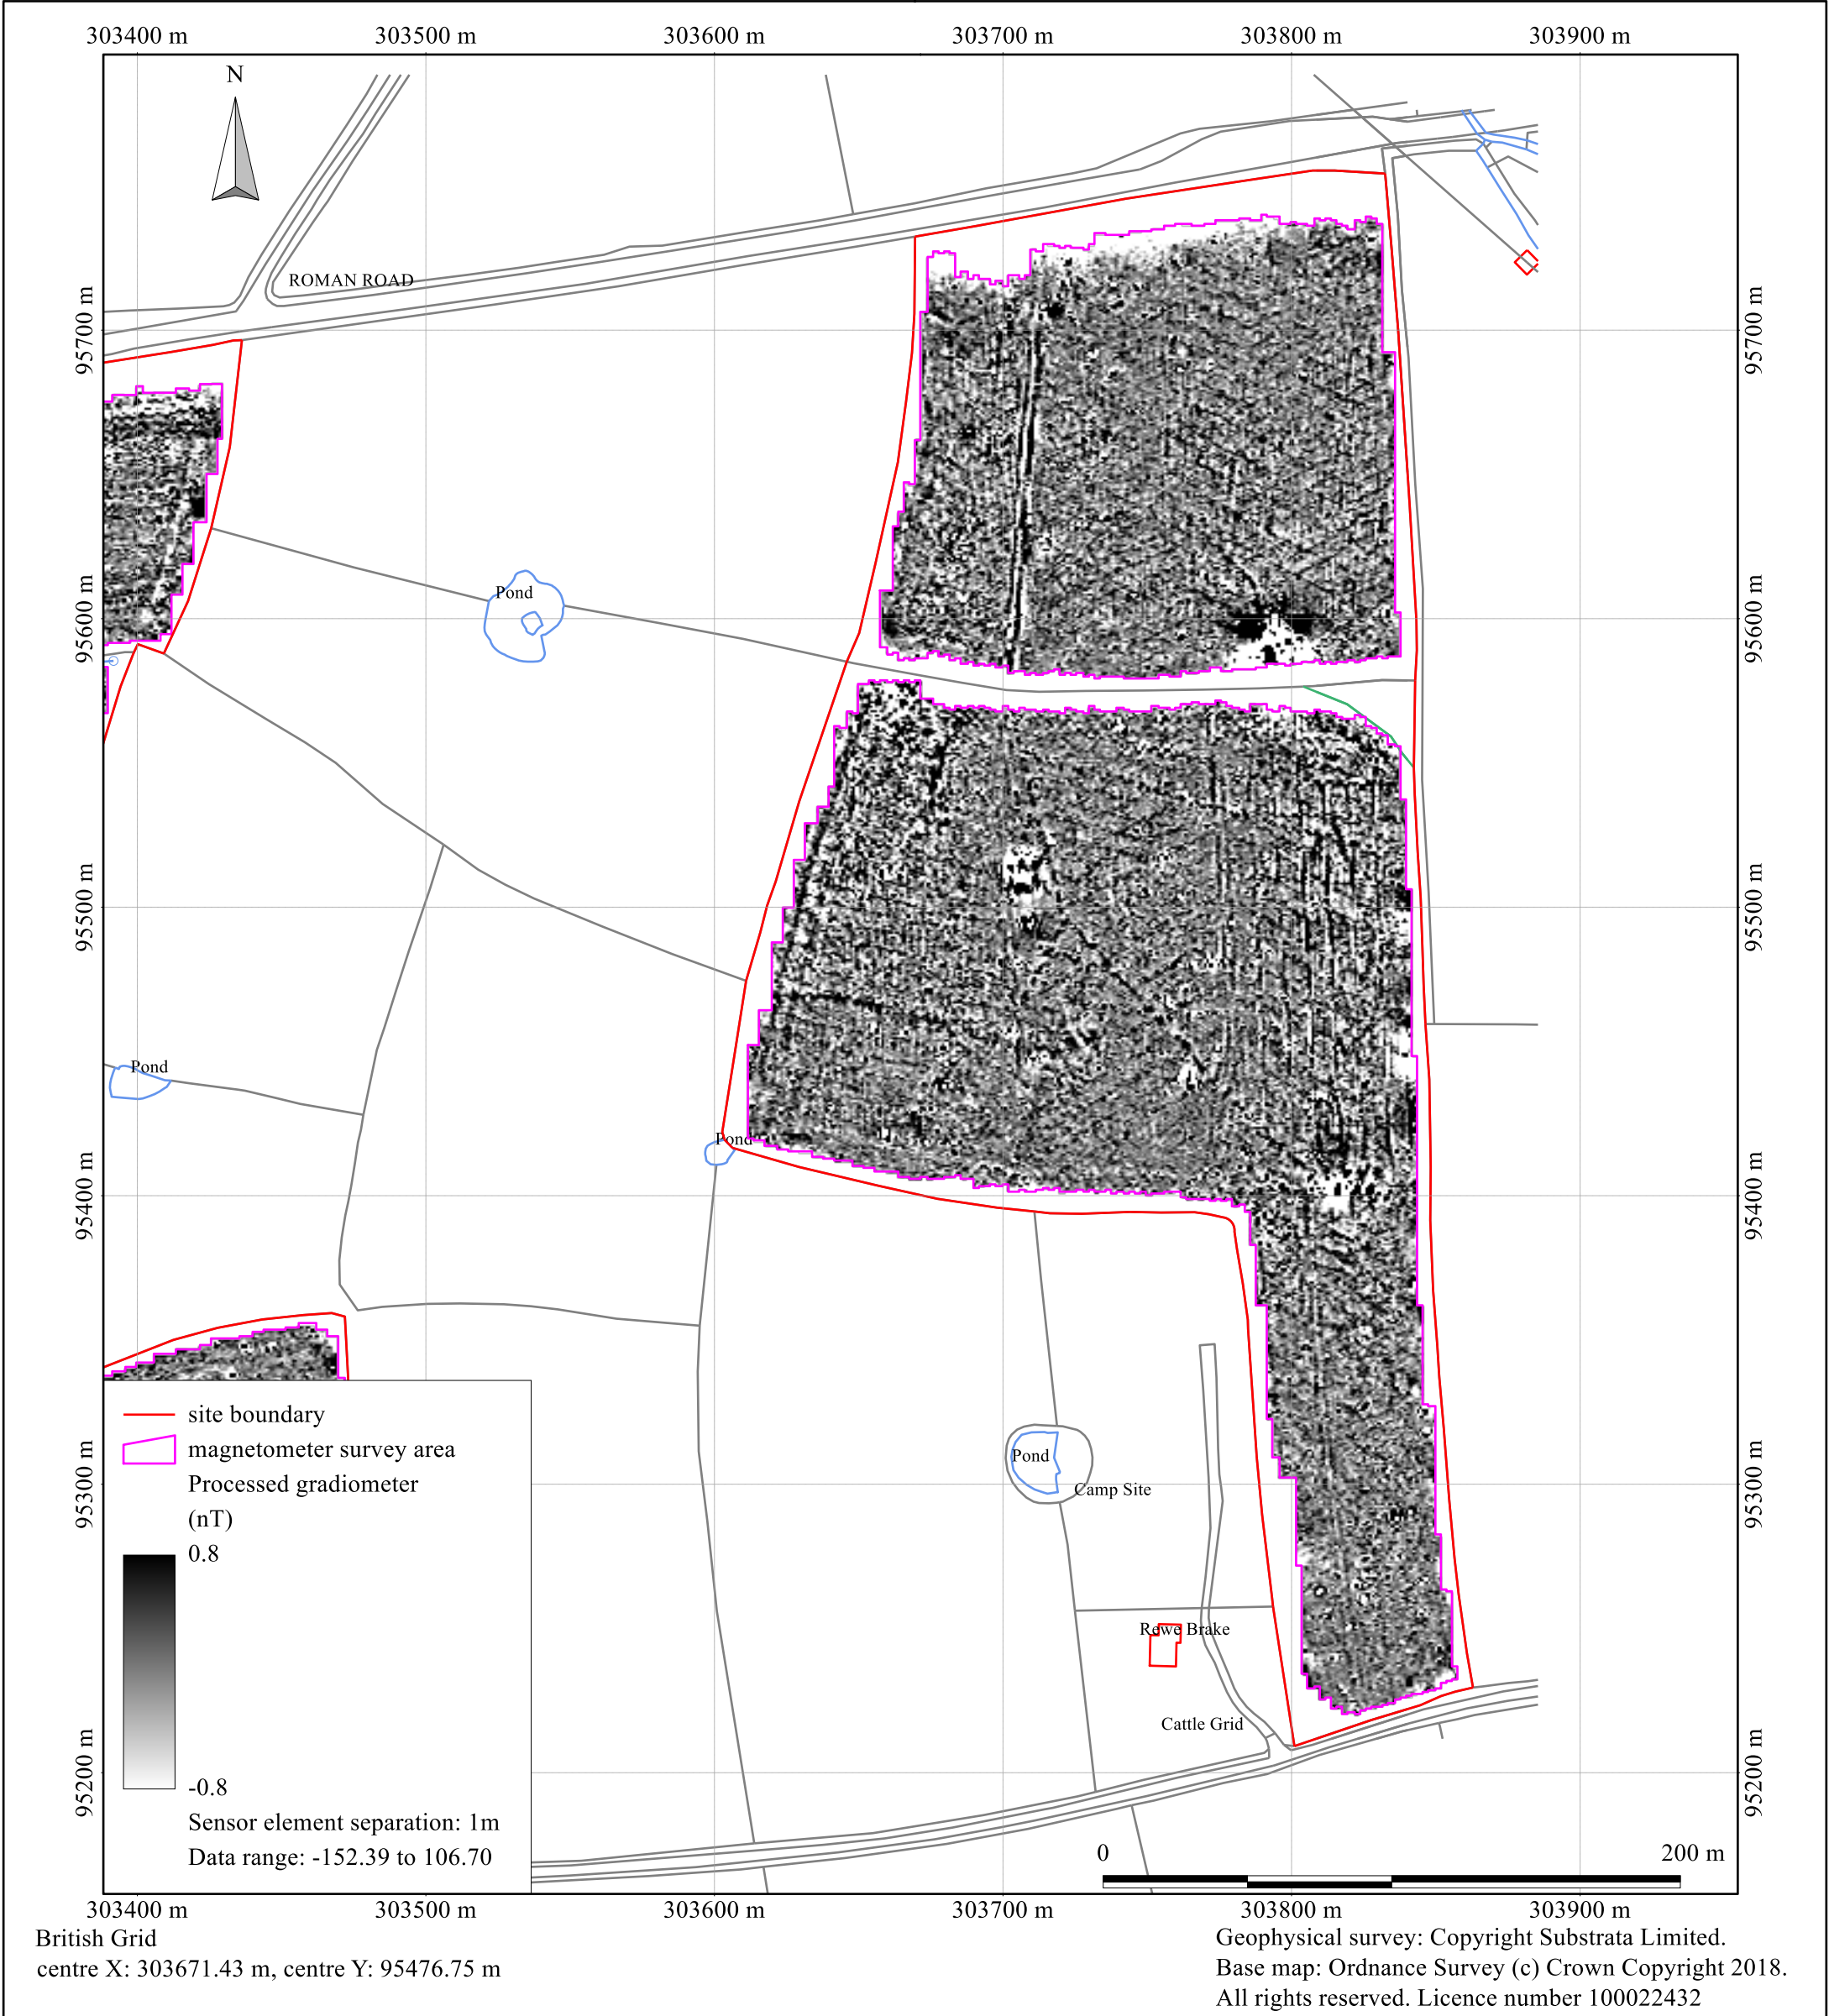 303400 m 303500 m 303600 m 303700 m 303800 m 303900 m
N
ROMAN ROAD
95700 m 95700 m
Pond
95600 m 95600 m
95500 m 95500 m
Pond
Pond
95400 m 95400 m
site boundary
magnetometer survey area
Pond
Processed gradiometer
Camp Site
95300 m 95300 m
(nT)
0.8
Rewe Brake
Cattle Grid
95200 m 95200 m
-0.8
Sensor element separation: 1m
Data range: -152.39 to 106.70
0 200 m
303400 m 303500 m 303600 m 303700 m 303800 m 303900 m
British Grid
centre X: 303671.43 m, centre Y: 95476.75 m
Geophysical survey: Copyright Substrata Limited.
Base map: Ordnance Survey (c) Crown Copyright 2018.
All rights reserved. Licence number 100022432